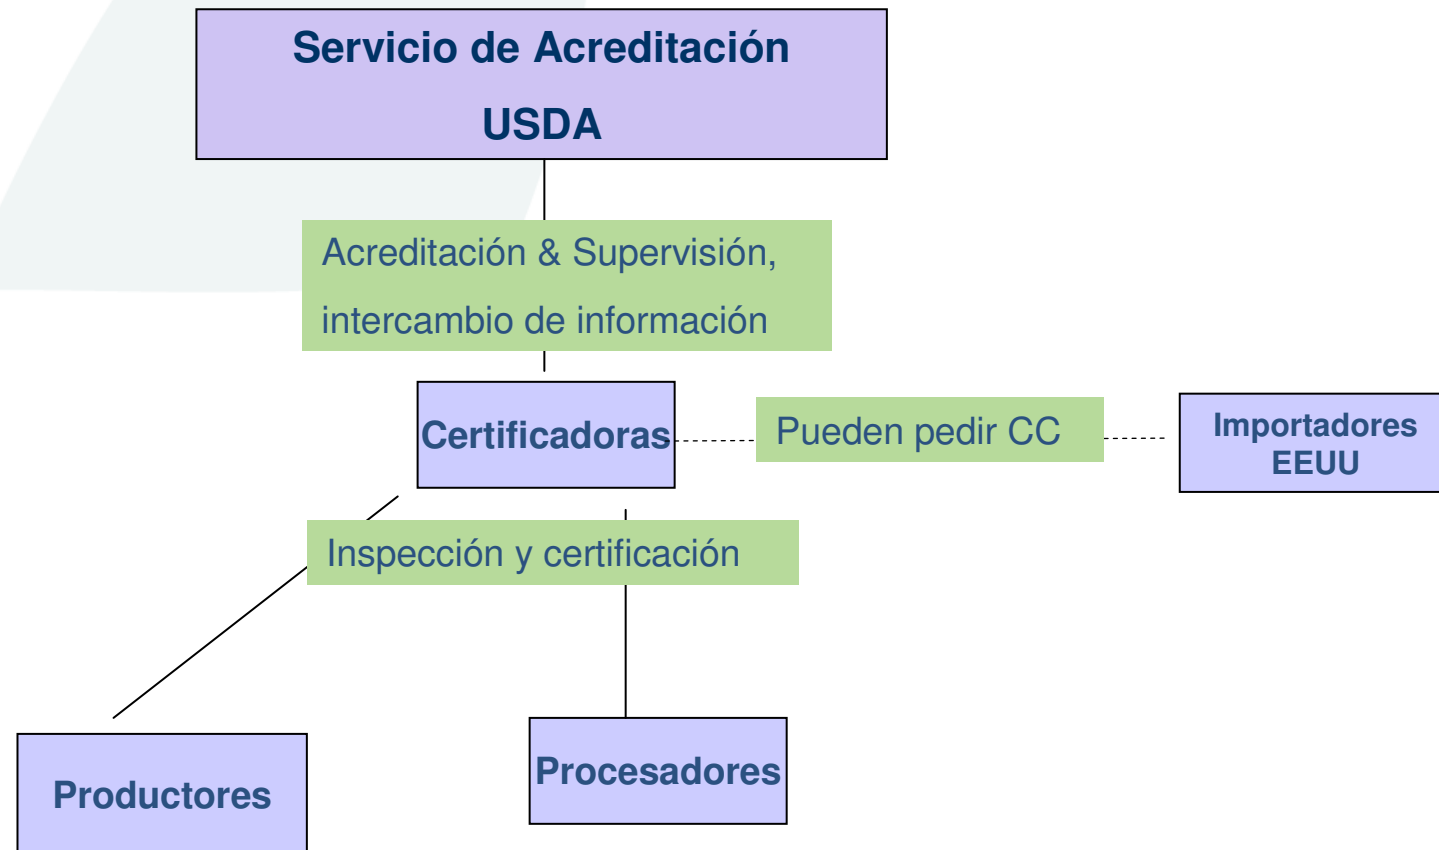 Servicio de Acreditación
USDA
Acreditación & Supervisión,
intercambio de información
Certificadoras
Pueden pedir CC
Importadores
EEUU
Inspección y certificación
Productores
Procesadores